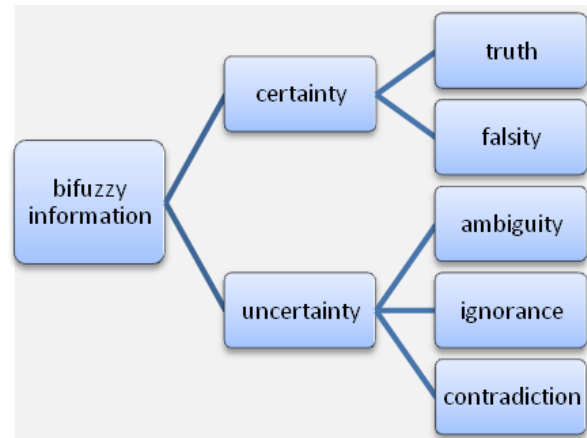 bifuzzy
information
certainty
truth
falsity
uncertainty
ambiguity
ignorance
contradiction